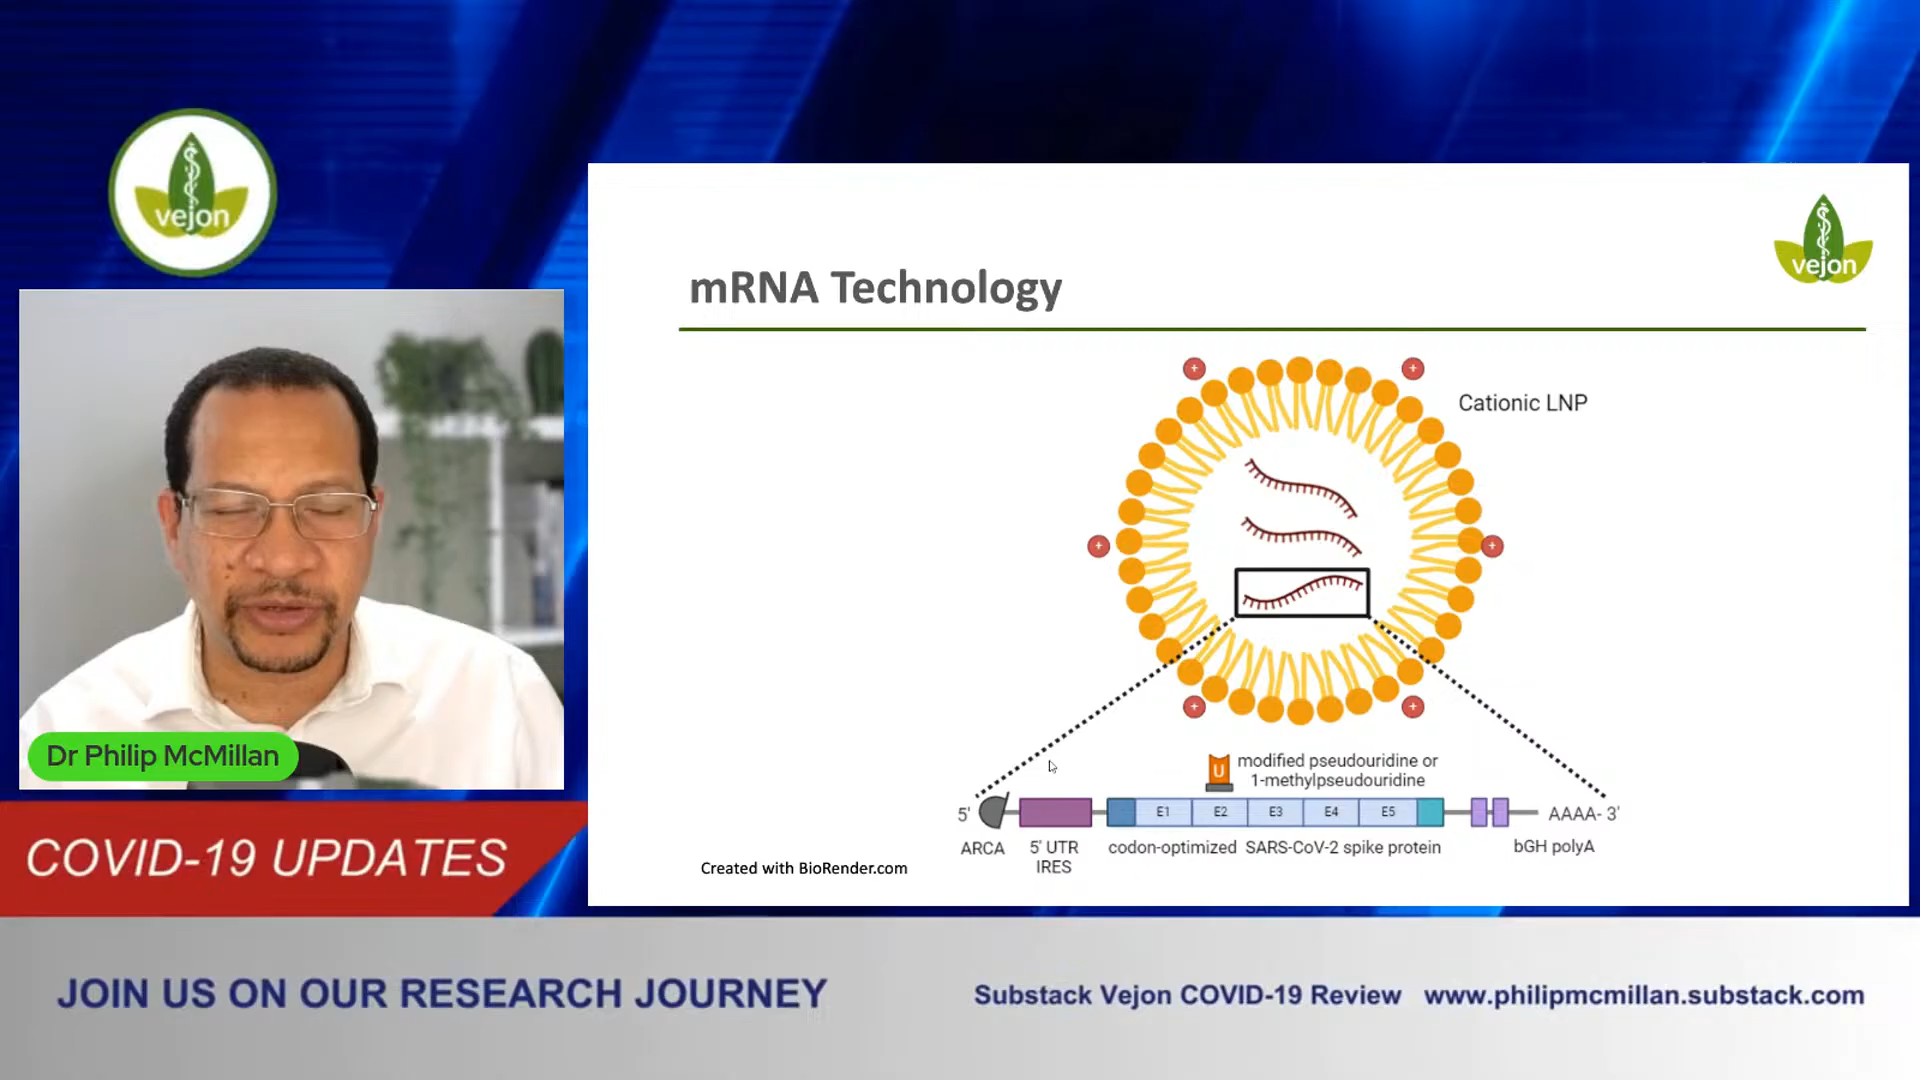 vejon
vejon
mRNA Technology
+
+
Cationic LNP
+
+
+
+
U
modified pseudouridine or
1-methylpseudouridine
5'
E1
E2
E3
E4
E5
AAAA- 3'
ARCA
5' UTR
IRES
codon-optimized SARS-CoV-2 spike protein
bGH polyA
Created with BioRender.com
Dr Philip McMillan
COVID-19 UPDATES
JOIN US ON OUR RESEARCH JOURNEY
Substack Vejon COVID-19 Review www.philipmcmillan.substack.com